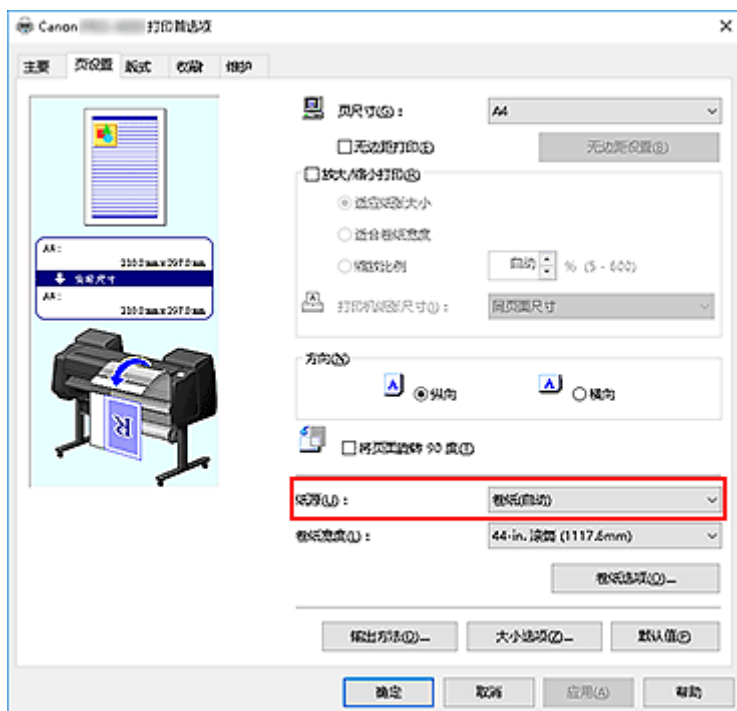 Canon 打印首选项
主要 页设置 版式 收藏 维护
页尺寸(G): A4
无边距打印(E) 无边距设置(B)
放大/缩小打印(R)
适应纸张大小
适合卷纸宽度
缩放比例 自动 % (5 - 600)
打印机纸张尺寸(I): 同页面尺寸
A4:
210.0mm x 297.0mm
实际尺寸
A4:
210.0mm x 297.0mm
方向(N)
A 纵向 A 横向
将页面旋转 90 度(T)
纸源(U): 卷纸(自动)
卷纸宽度(L): 44-in. 滚筒 (1117.6mm)
卷纸选项(O)...
输出方法(D)... 大小选项(Z)... 默认值(F)
确定 取消 应用(A) 帮助